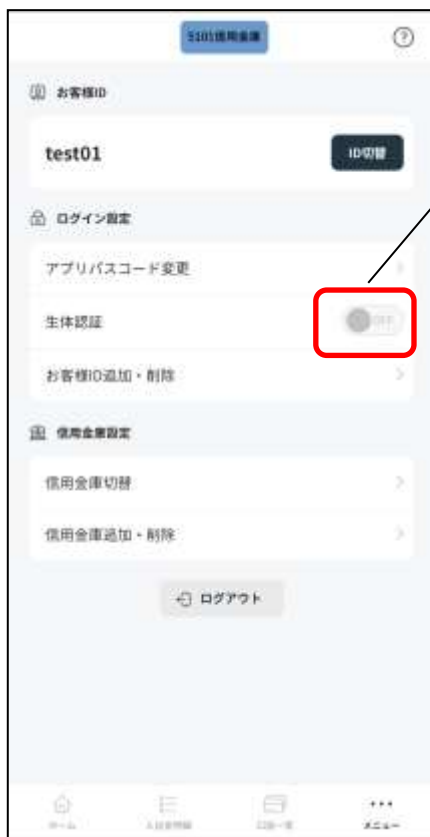 5101信用金庫
?
お客様ID
test01
ID切替
ログイン設定
アプリパスコード変更
生体認証
OFF
お客様ID追加・削除
信用金庫設定
信用金庫切替
信用金庫追加・削除
ログアウト
ホーム
メニュー